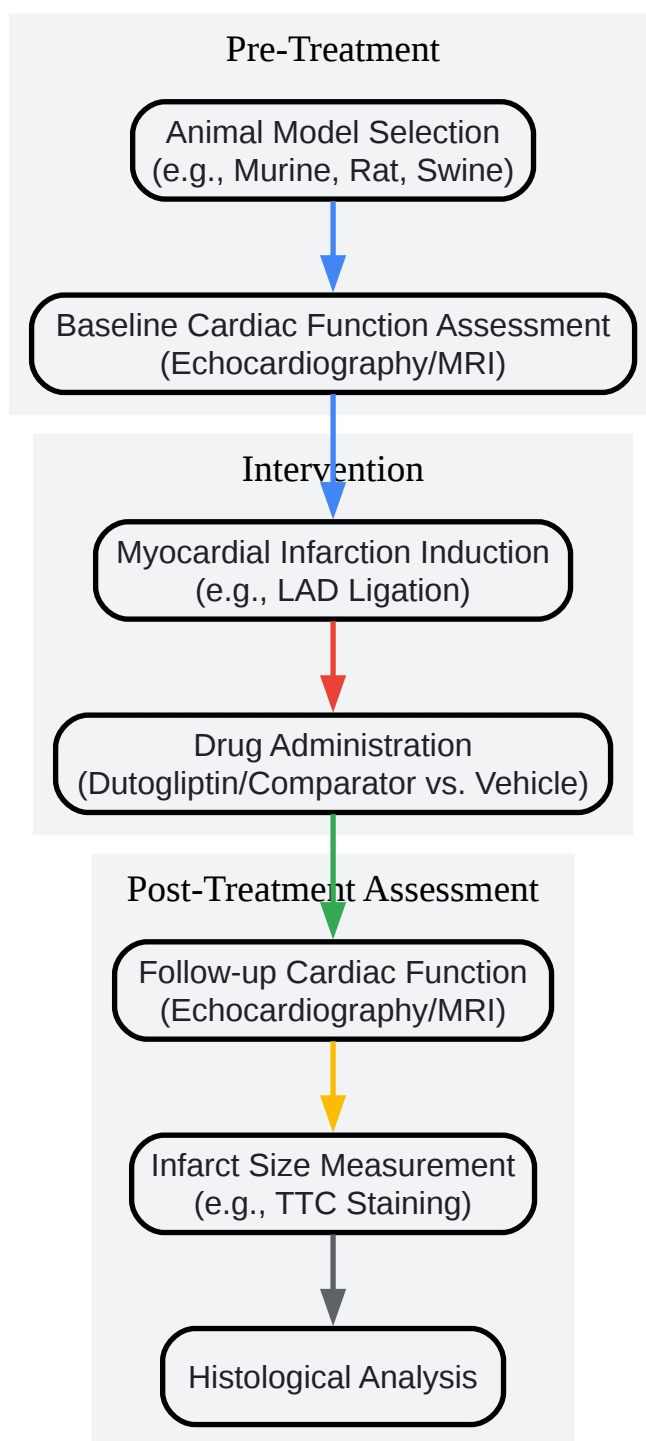 Pre-Treatment
Animal Model Selection
(e.g., Murine, Rat, Swine)
Baseline Cardiac Function Assessment
(Echocardiography/MRI)
Intervention
Myocardial Infarction Induction
(e.g., LAD Ligation)
Drug Administration
(Dutogliptin/Comparator vs. Vehicle)
Post-Treatment Assessment
Follow-up Cardiac Function
(Echocardiography/MRI)
Infarct Size Measurement
(e.g., TTC Staining)
Histological Analysis